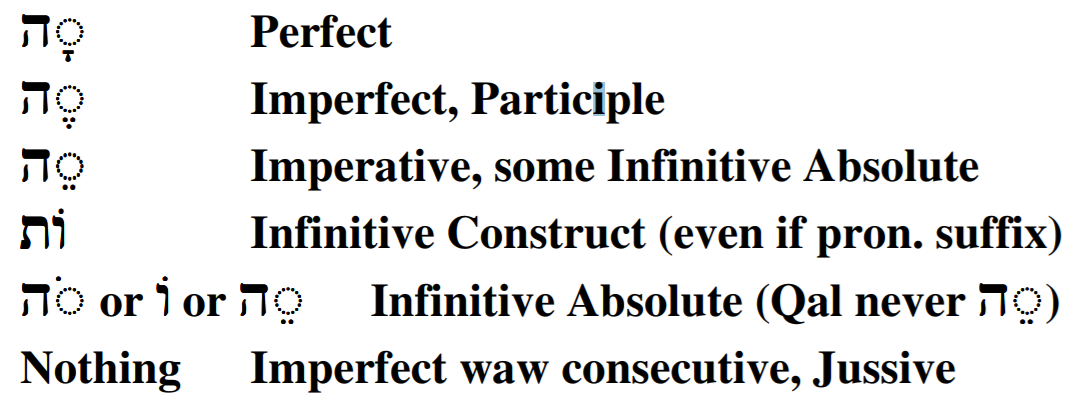 ◌ָה Perfect
◌ֶה Imperfect, Participle
◌ֵה Imperative, some Infinitive Absolute
וֹת Infinitive Construct (even if pron. suffix)
◌ֹה or וֹ or ◌ֵה Infinitive Absolute (Qal never ◌ֵה)
Nothing Imperfect waw consecutive, Jussive